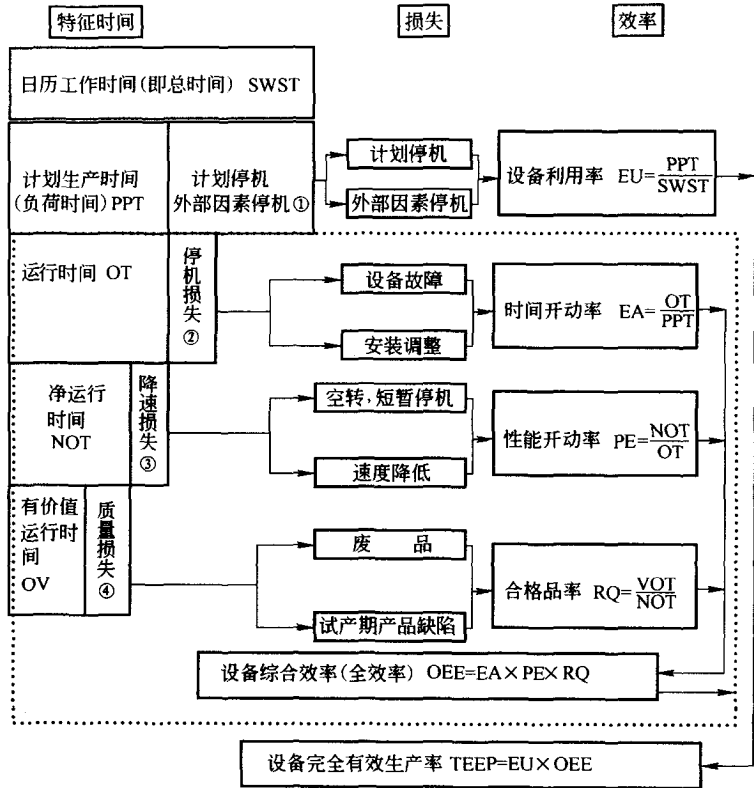 特征时间
损失
效率
日历工作时间(即总时间) SWST
计划生产时间
(负荷时间)PPT
计划停机
外部因素停机①
计划停机
外部因素停机
设备利用率 EU=PPT/SWST
运行时间 OT
停机损失②
设备故障
安装调整
时间开动率 EA=OT/PPT
净运行
时间
NOT
降速损失③
空转,短暂停机
速度降低
性能开动率 PE=NOT/OT
有价值
运行时
间
OV
质量损失④
废 品
试产期产品缺陷
合格品率 RQ=VOT/NOT
设备综合效率(全效率) OEE=EA×PE×RQ
设备完全有效生产率 TEEP=EU×OEE